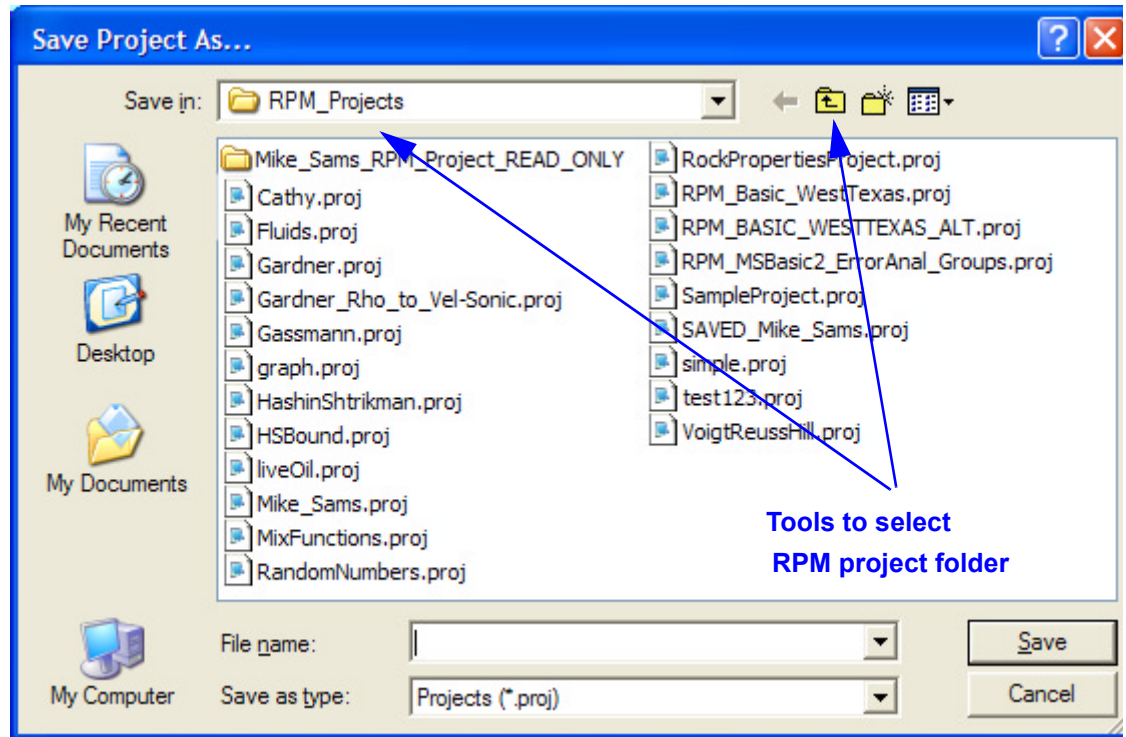 Save Project As...
Save in:
RPM_Projects
My Recent
Documents
Desktop
My Documents
My Computer
Mike_Sams_RPM_Project_READ_ONLY
Cathy.proj
Fluids.proj
Gardner.proj
Gardner_Rho_to_Vel-Sonic.proj
Gassmann.proj
graph.proj
HashinShtrikman.proj
HSBound.proj
liveOil.proj
Mike_Sams.proj
MixFunctions.proj
RandomNumbers.proj
RockPropertiesProject.proj
RPM_Basic_WestTexas.proj
RPM_BASIC_WESTTEXAS_ALT.proj
RPM_MSBasic2_ErrorAnal_Groups.proj
SampleProject.proj
SAVED_Mike_Sams.proj
simple.proj
test123.proj
VoigtReussHill.proj
Tools to select
RPM project folder
File name:
Save
Save as type:
Projects (*.proj)
Cancel